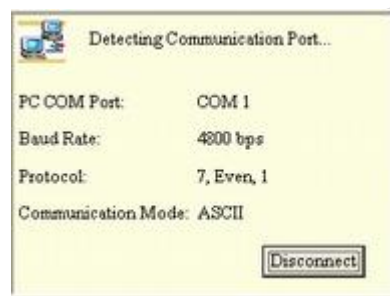 Detecting Communication Port...
PC COM Port: COM 1
Baud Rate: 4800 bps
Protocol: 7, Even, 1
Communication Mode: ASCII
Disconnect